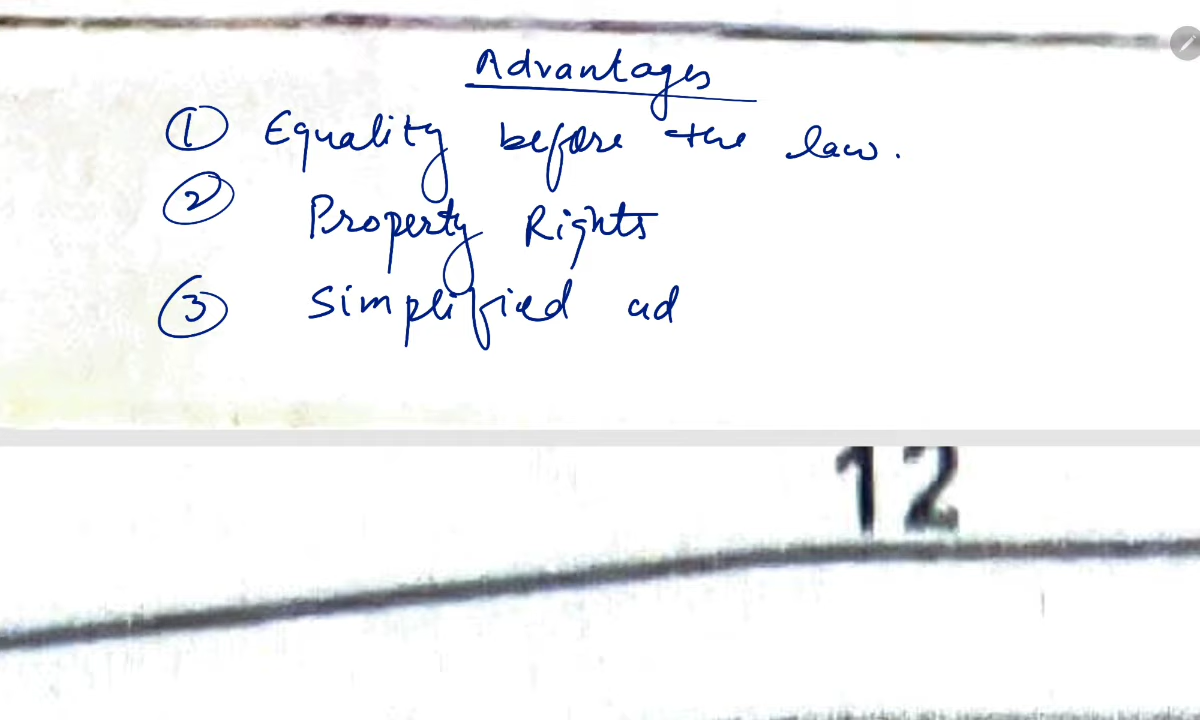 Advantages
① Equality before the law.
② Property Rights
③ Simplified ad
12